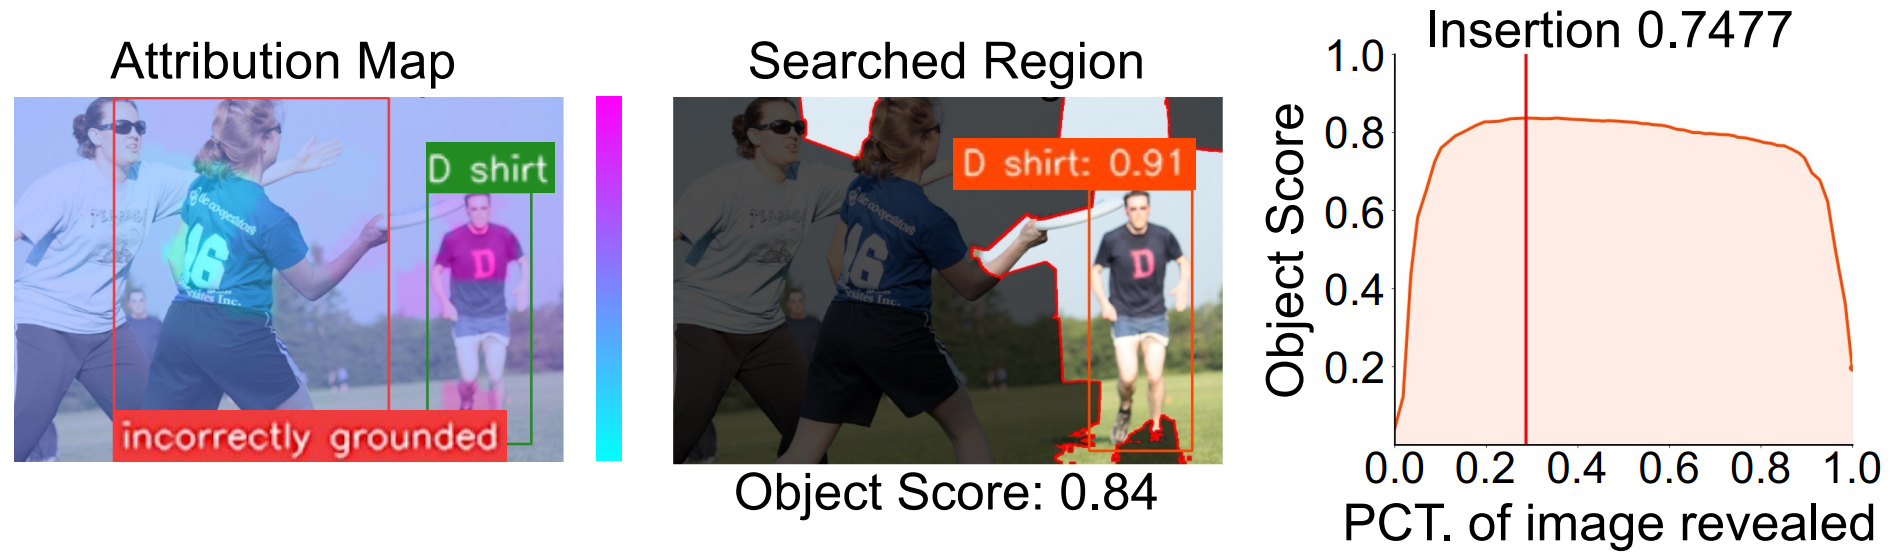 Attribution Map
D shirt
16
D
incorrectly grounded
Searched Region
D shirt: 0.91
16
D
Object Score: 0.84
Insertion 0.7477
Object Score
1.0
0.8
0.6
0.4
0.2
0.0 0.2 0.4 0.6 0.8 1.0
PCT. of image revealed